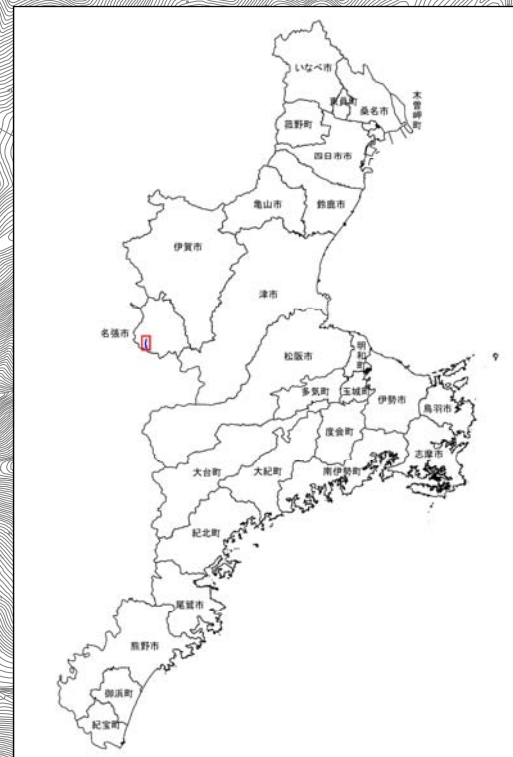 いなべ市
東員町
桑名市
木曽岬町
菰野町
四日市市
亀山市
鈴鹿市
伊賀市
津市
名張市
松阪市
明和町
多気町
玉城町
伊勢市
鳥羽市
度会町
志摩市
大台町
大紀町
南伊勢町
紀北町
尾鷲市
熊野市
御浜町
紀宝町